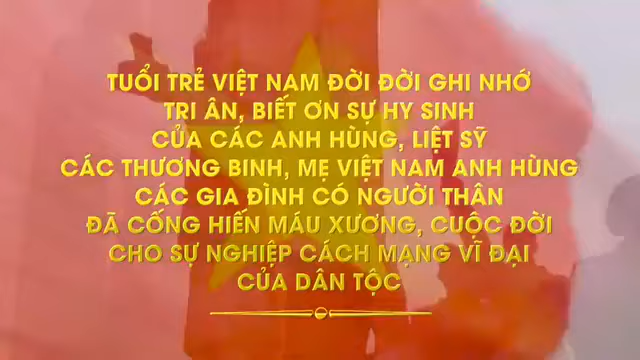 TUỔI TRẺ VIỆT NAM ĐỜI ĐỜI GHI NHỚ
TRI ÂN, BIẾT ƠN SỰ HY SINH
CỦA CÁC ANH HÙNG, LIỆT SỸ
CÁC THƯƠNG BINH, MẸ VIỆT NAM ANH HÙNG
CÁC GIA ĐÌNH CÓ NGƯỜI THÂN
ĐÃ CỐNG HIẾN MÁU XƯƠNG, CUỘC ĐỜI
CHO SỰ NGHIỆP CÁCH MẠNG VĨ ĐẠI
CỦA DÂN TỘC